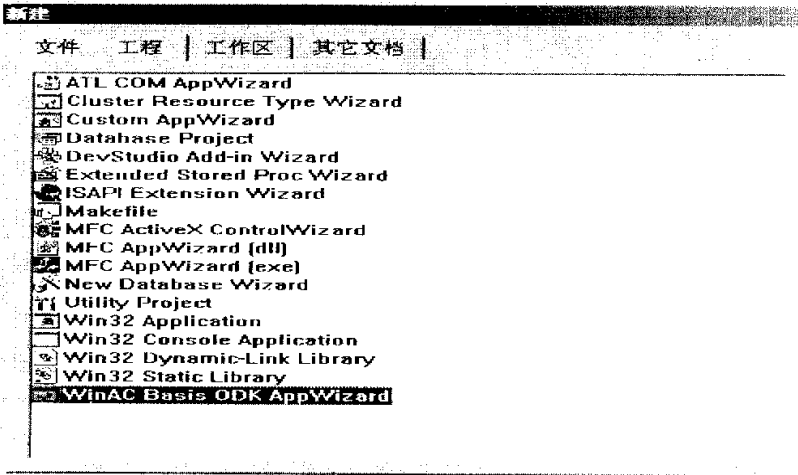 新建
文件 工程 工作区 其它文档
ATL COM AppWizard
Cluster Resource Type Wizard
Custom AppWizard
Database Project
DevStudio Add-in Wizard
Extended Stored Proc Wizard
ISAPI Extension Wizard
Makefile
MFC ActiveX ControlWizard
MFC AppWizard (dll)
MFC AppWizard (exe)
New Database Wizard
Utility Project
Win32 Application
Win32 Console Application
Win32 Dynamic-Link Library
Win32 Static Library
WinAC Basis ODK AppWizard